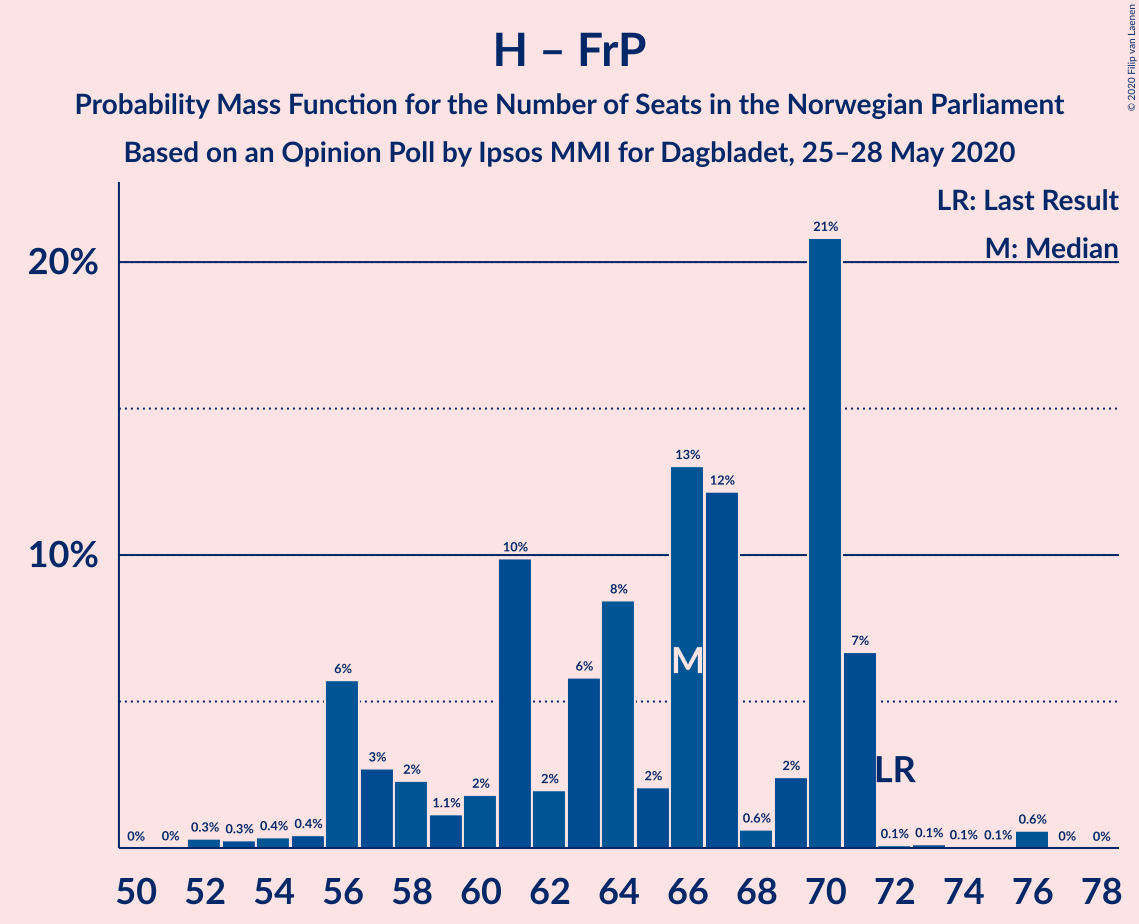 H – FrP
Probability Mass Function for the Number of Seats in the Norwegian Parliament
Based on an Opinion Poll by Ipsos MMI for Dagbladet, 25–28 May 2020
© 2020 Filip van Laenen
LR: Last Result
M: Median
20%
10%
0% 0% 0.3% 0.3% 0.4% 0.4% 6% 3% 2% 1.1% 2% 10% 2% 6% 8% 2% 13% 12% 0.6% 2% 21% 7% 0.1% 0.1% 0.1% 0.1% 0.6% 0% 0%
M
LR
50 52 54 56 58 60 62 64 66 68 70 72 74 76 78